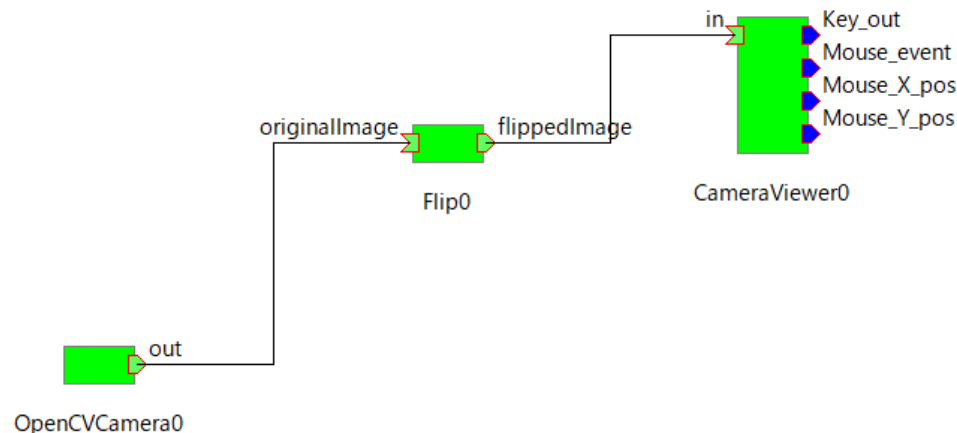 in
Key_out
Mouse_event
Mouse_X_pos
Mouse_Y_pos
originalImage
flippedImage
Flip0
CameraViewer0
out
OpenCVCamera0